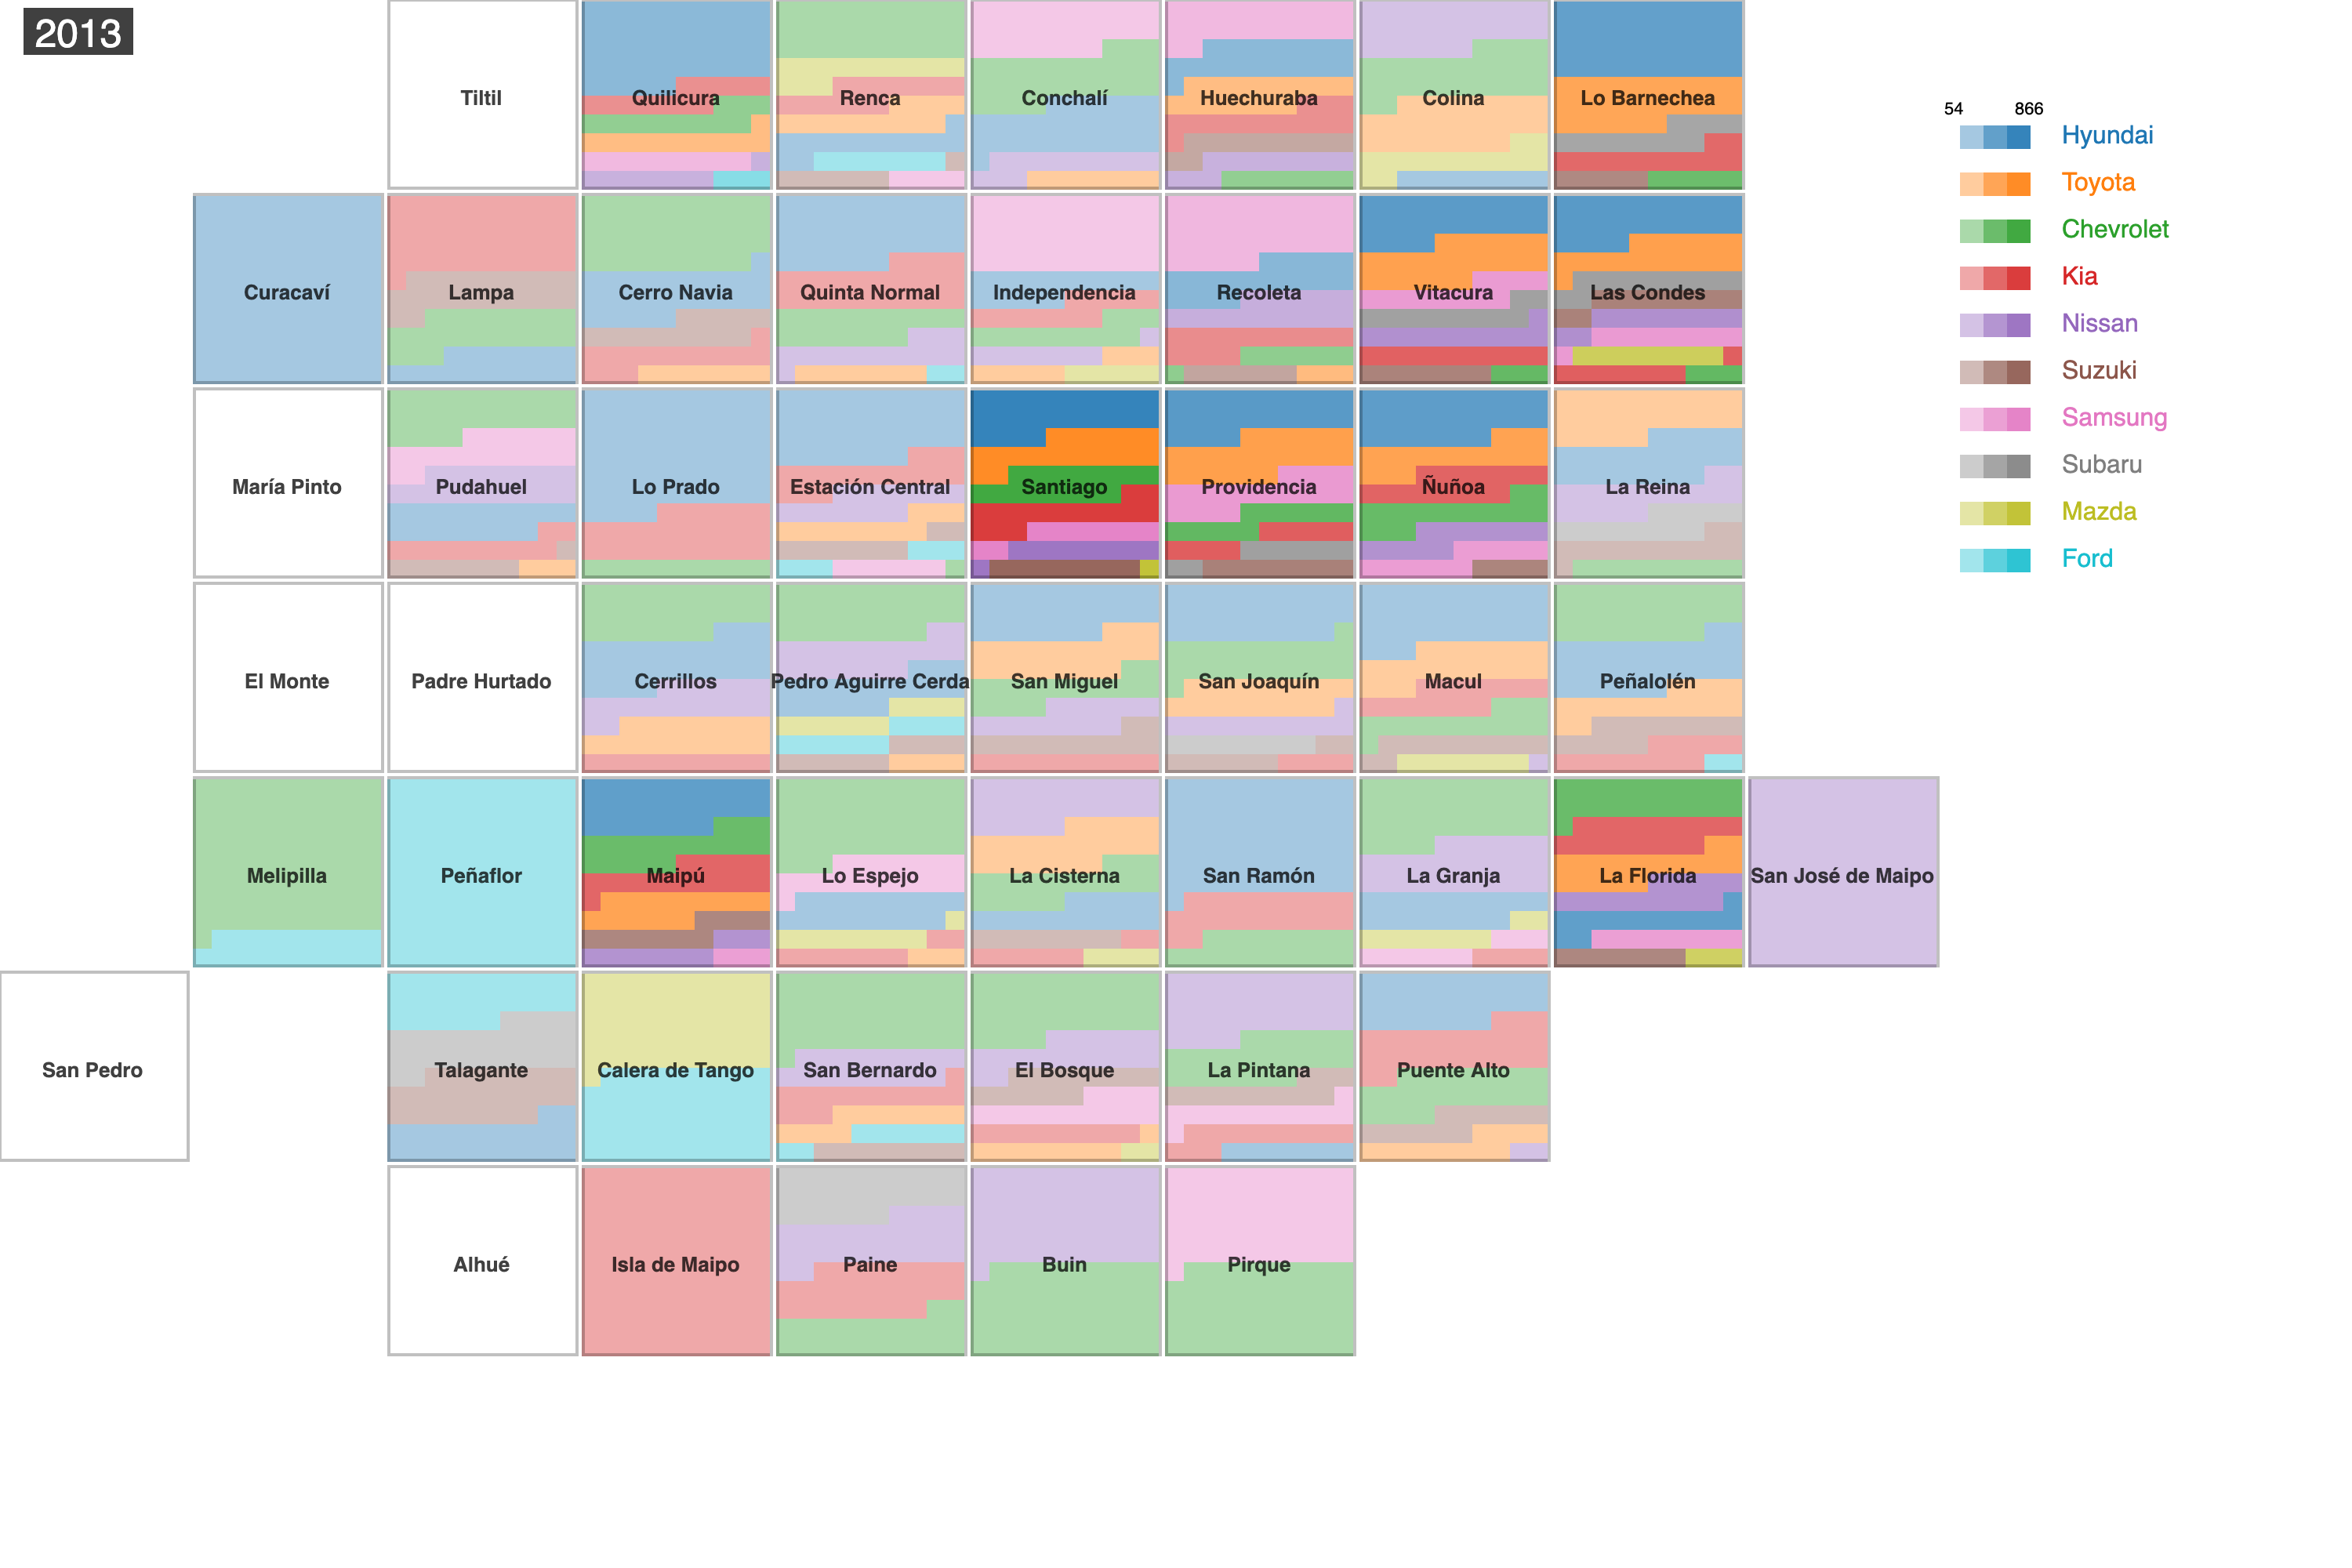 2013
Tiltil
Quilicura
Renca
Conchalí
Huechuraba
Colina
Lo Barnechea
54 866
Hyundai
Toyota
Chevrolet
Kia
Nissan
Suzuki
Samsung
Subaru
Mazda
Ford
Curacaví
Lampa
Cerro Navia
Quinta Normal
Independencia
Recoleta
Vitacura
Las Condes
María Pinto
Pudahuel
Lo Prado
Estación Central
Santiago
Providencia
Ñuñoa
La Reina
El Monte
Padre Hurtado
Cerrillos
Pedro Aguirre Cerda
San Miguel
San Joaquín
Macul
Peñalolén
Melipilla
Peñaflor
Maipú
Lo Espejo
La Cisterna
San Ramón
La Granja
La Florida
San José de Maipo
San Pedro
Talagante
Calera de Tango
San Bernardo
El Bosque
La Pintana
Puente Alto
Alhué
Isla de Maipo
Paine
Buin
Pirque